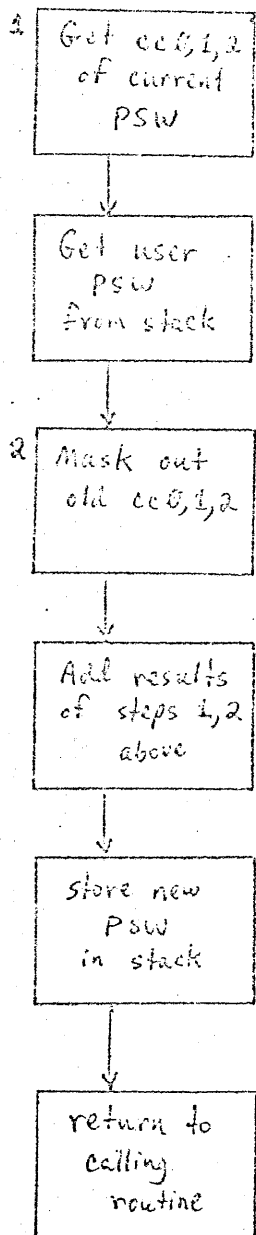 1
Get cc0,1,2
of current
PSW
Get user
PSW
from stack
2
Mask out
old cc0,1,2
Add results
of steps 1,2
above
store new
PSW
in stack
return to
calling
routine